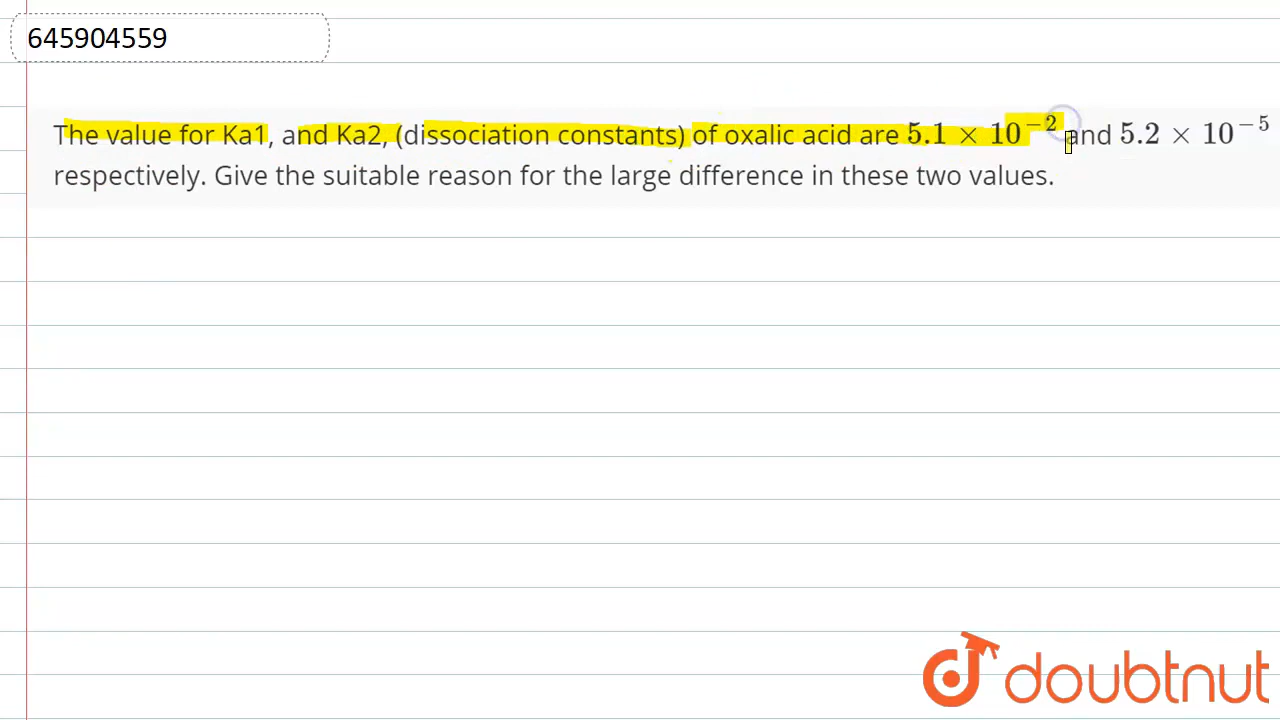 645904559
The value for Ka1, and Ka2, (dissociation constants) of oxalic acid are 5.1 × 10⁻² and 5.2 × 10⁻⁵
respectively. Give the suitable reason for the large difference in these two values.
doubtnut